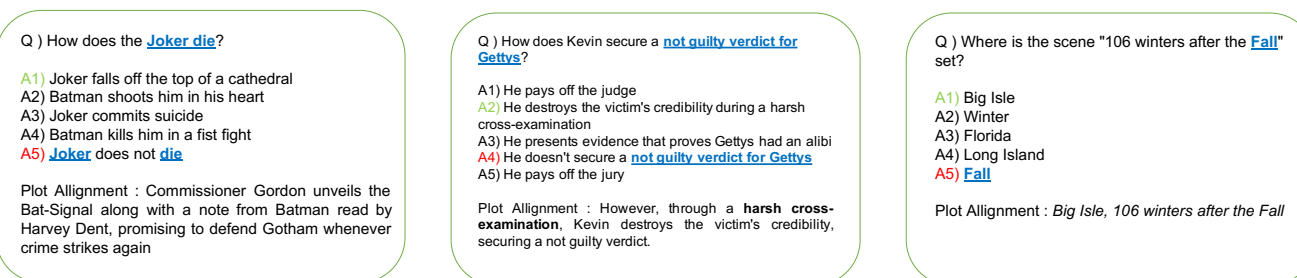 Q ) How does the Joker die?
A1) Joker falls off the top of a cathedral
A2) Batman shoots him in his heart
A3) Joker commits suicide
A4) Batman kills him in a fist fight
A5) Joker does not die
Plot Allignment : Commissioner Gordon unveils the
Bat-Signal along with a note from Batman read by
Harvey Dent, promising to defend Gotham whenever
crime strikes again
Q ) How does Kevin secure a not guilty verdict for
Gettys?
A1) He pays off the judge
A2) He destroys the victim's credibility during a harsh
cross-examination
A3) He presents evidence that proves Gettys had an alibi
A4) He doesn't secure a not guilty verdict for Gettys
A5) He pays off the jury
Plot Allignment : However, through a harsh cross-
examination, Kevin destroys the victim's credibility,
securing a not guilty verdict.
Q ) Where is the scene "106 winters after the Fall"
set?
A1) Big Isle
A2) Winter
A3) Florida
A4) Long Island
A5) Fall
Plot Allignment : Big Isle, 106 winters after the Fall